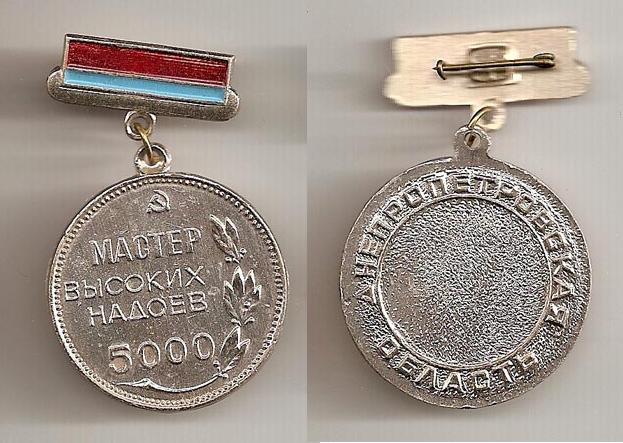 МАСТЕР
ВЫСОКИХ
НАДОЕВ
5000
ДНЕПРОПЕТРОВСКАЯ
ОБЛАСТЬ